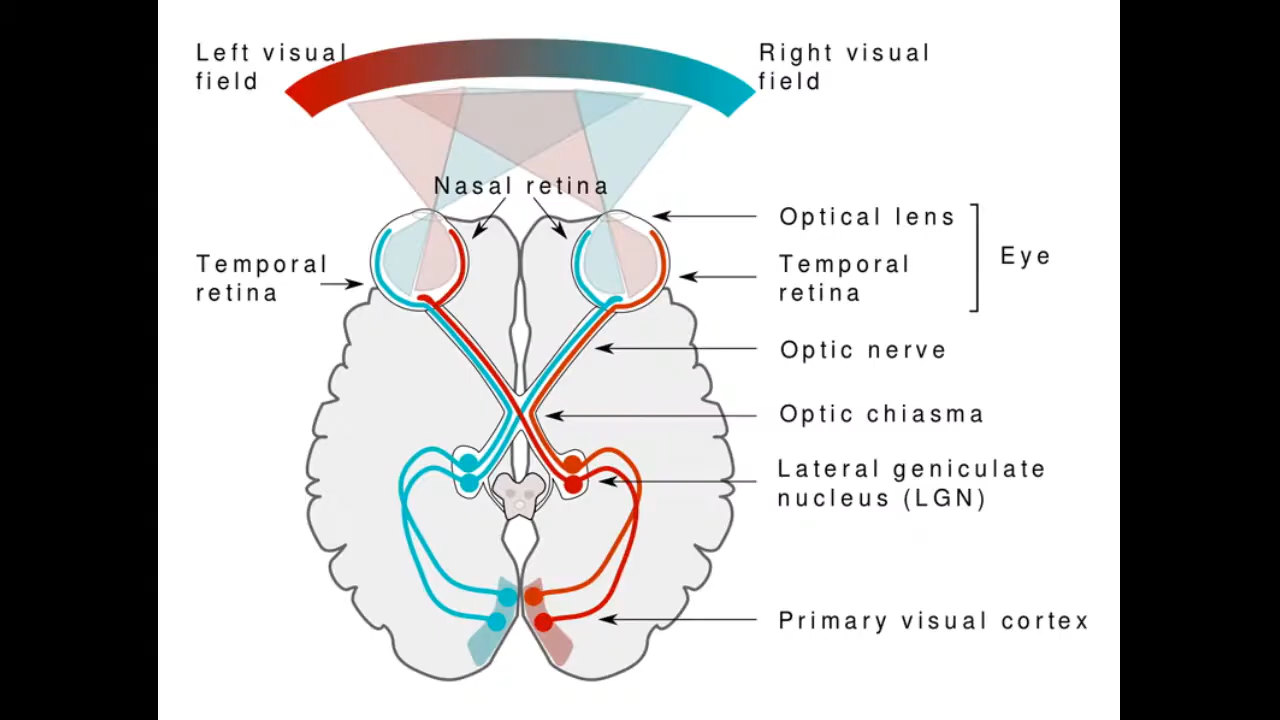 Left visual
field
Right visual
field
Nasal retina
Optical lens
Eye
Temporal
retina
Temporal
retina
Optic nerve
Optic chiasma
Lateral geniculate
nucleus (LGN)
Primary visual cortex